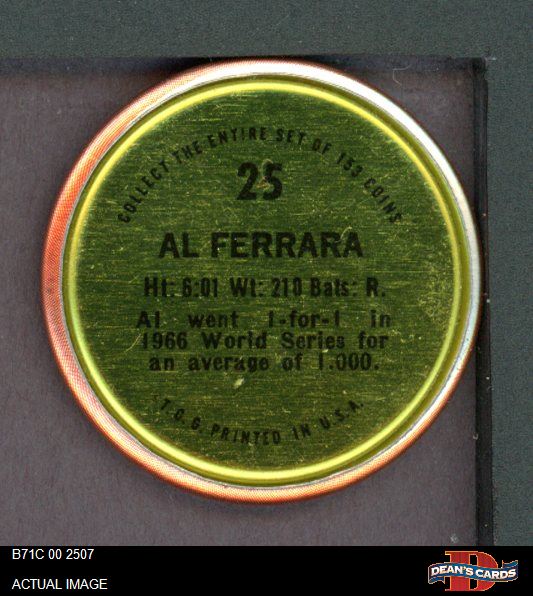 COLLECT THE ENTIRE SET OF 153 COINS
25
AL FERRARA
Ht: 6:01 Wt: 210 Bats: R.
Al went 1-for-1 in
1966 World Series for
an average of 1.000.
T.C.G. PRINTED IN U.S.A.
B71C 00 2507
ACTUAL IMAGE
D
DEAN'S CARDS